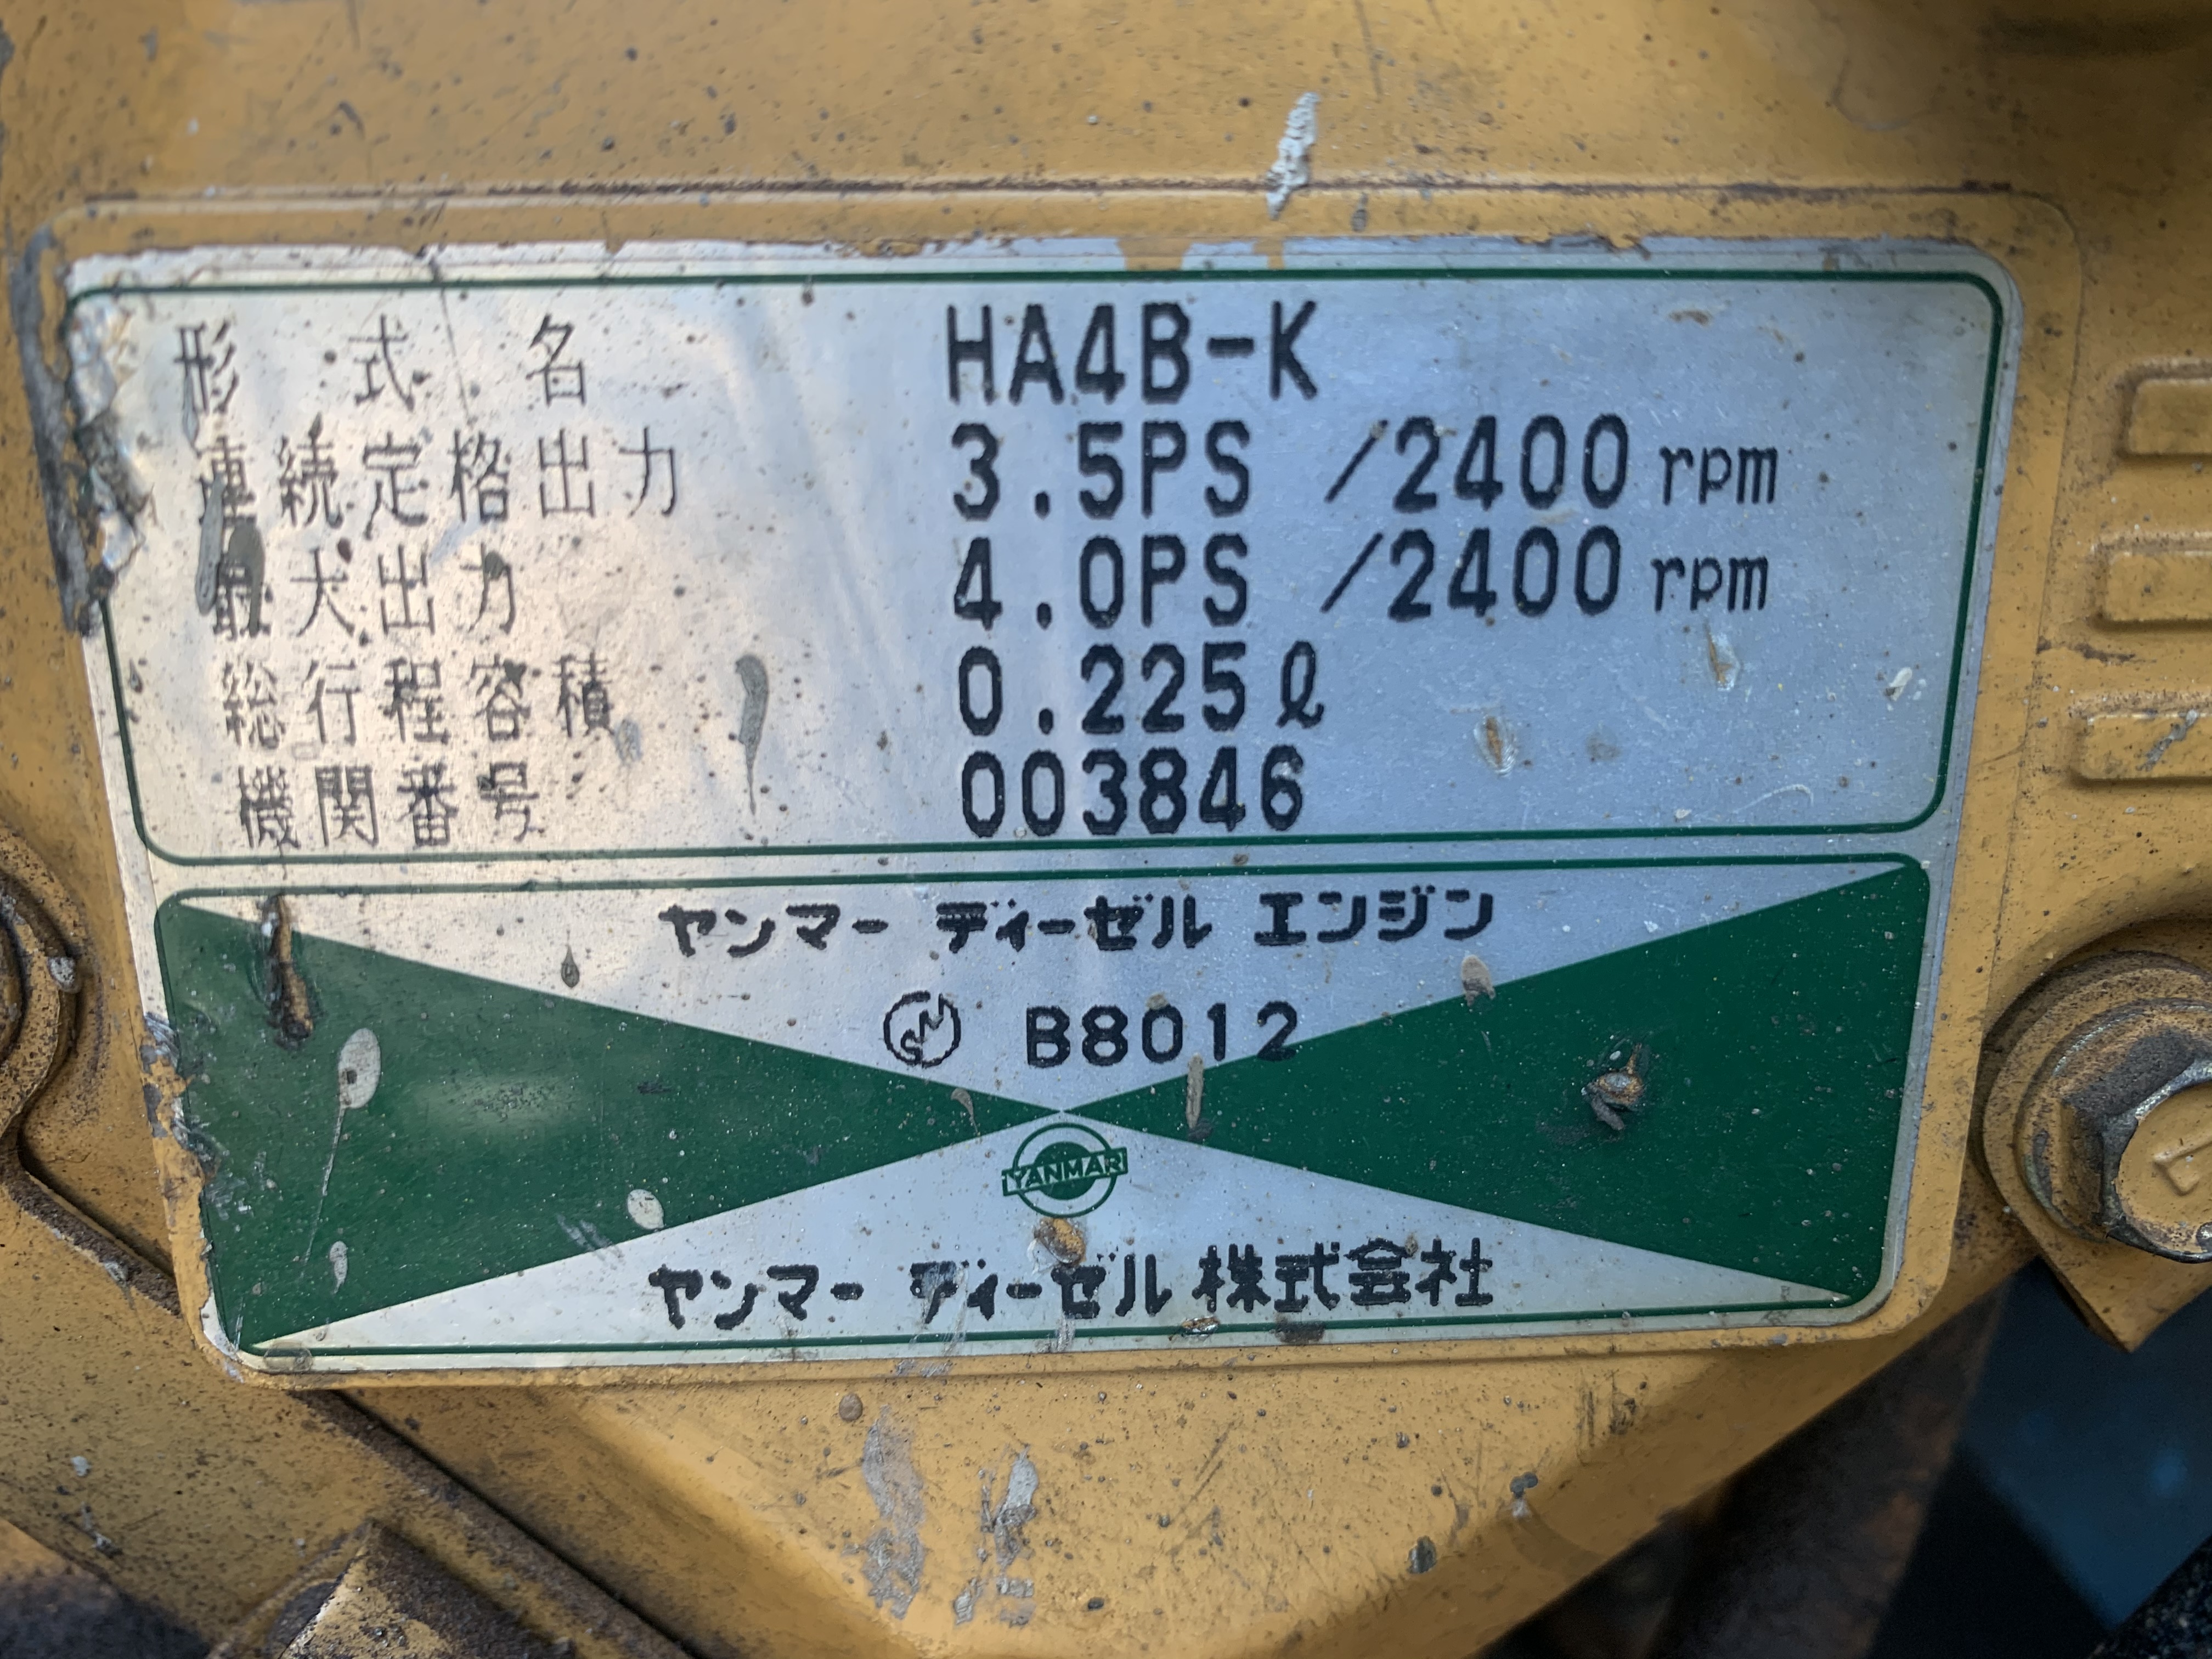 形式名 HA4B-K
連続定格出力 3.5PS /2400rpm
最大出力 4.0PS /2400rpm
総行程容積 0.225ℓ
機関番号 003846
ヤンマー ディーゼル エンジン
B8012
YANMAR
ヤンマー ディーゼル 株式会社